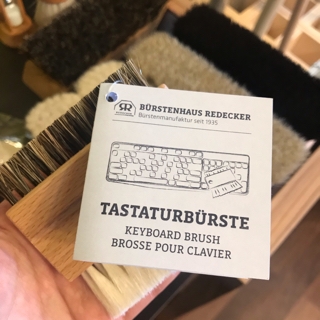 BÜRSTENHAUS REDECKER
Bürstenmanufaktur seit 1935
TASTATURBÜRSTE
KEYBOARD BRUSH
BROSSE POUR CLAVIER